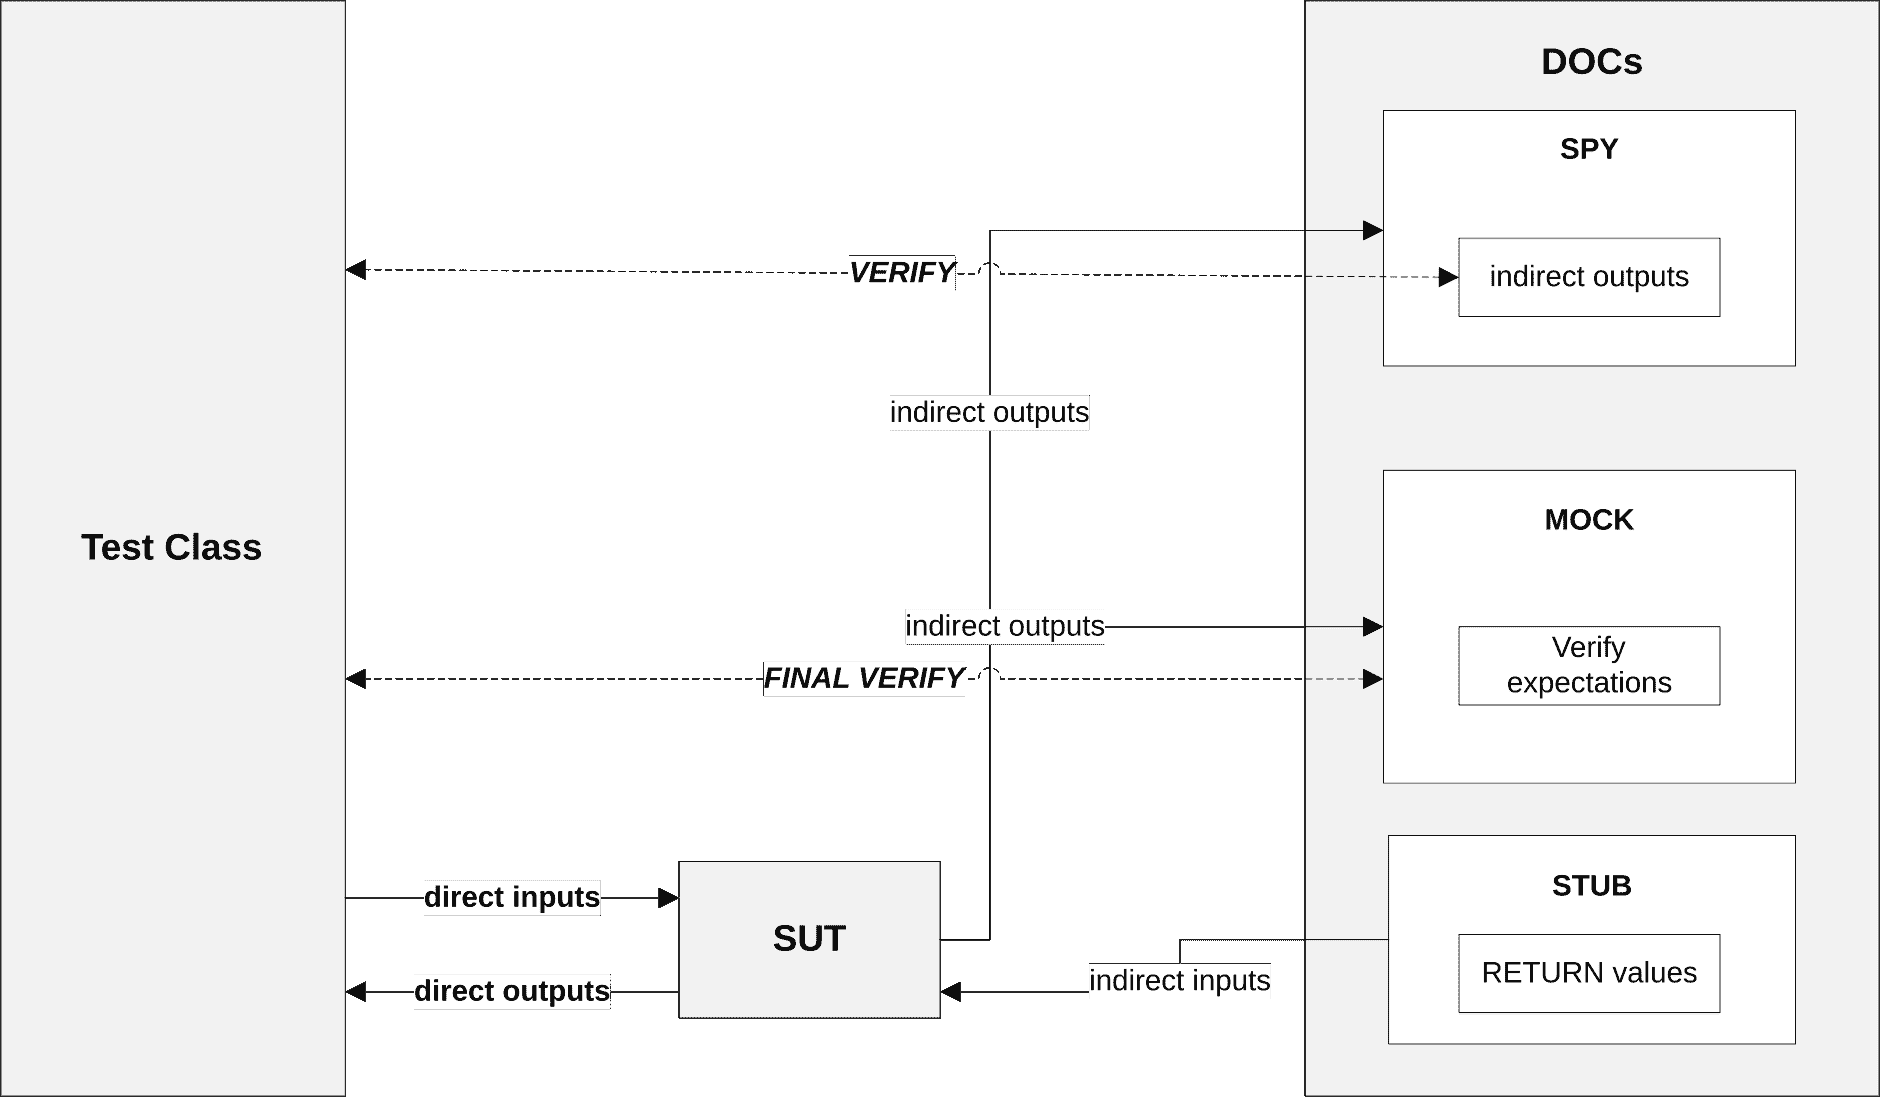 DOCs
SPY
VERIFY
indirect outputs
indirect outputs
MOCK
Test Class
indirect outputs
Verify
expectations
FINAL VERIFY
STUB
direct inputs
SUT
RETURN values
indirect inputs
direct outputs